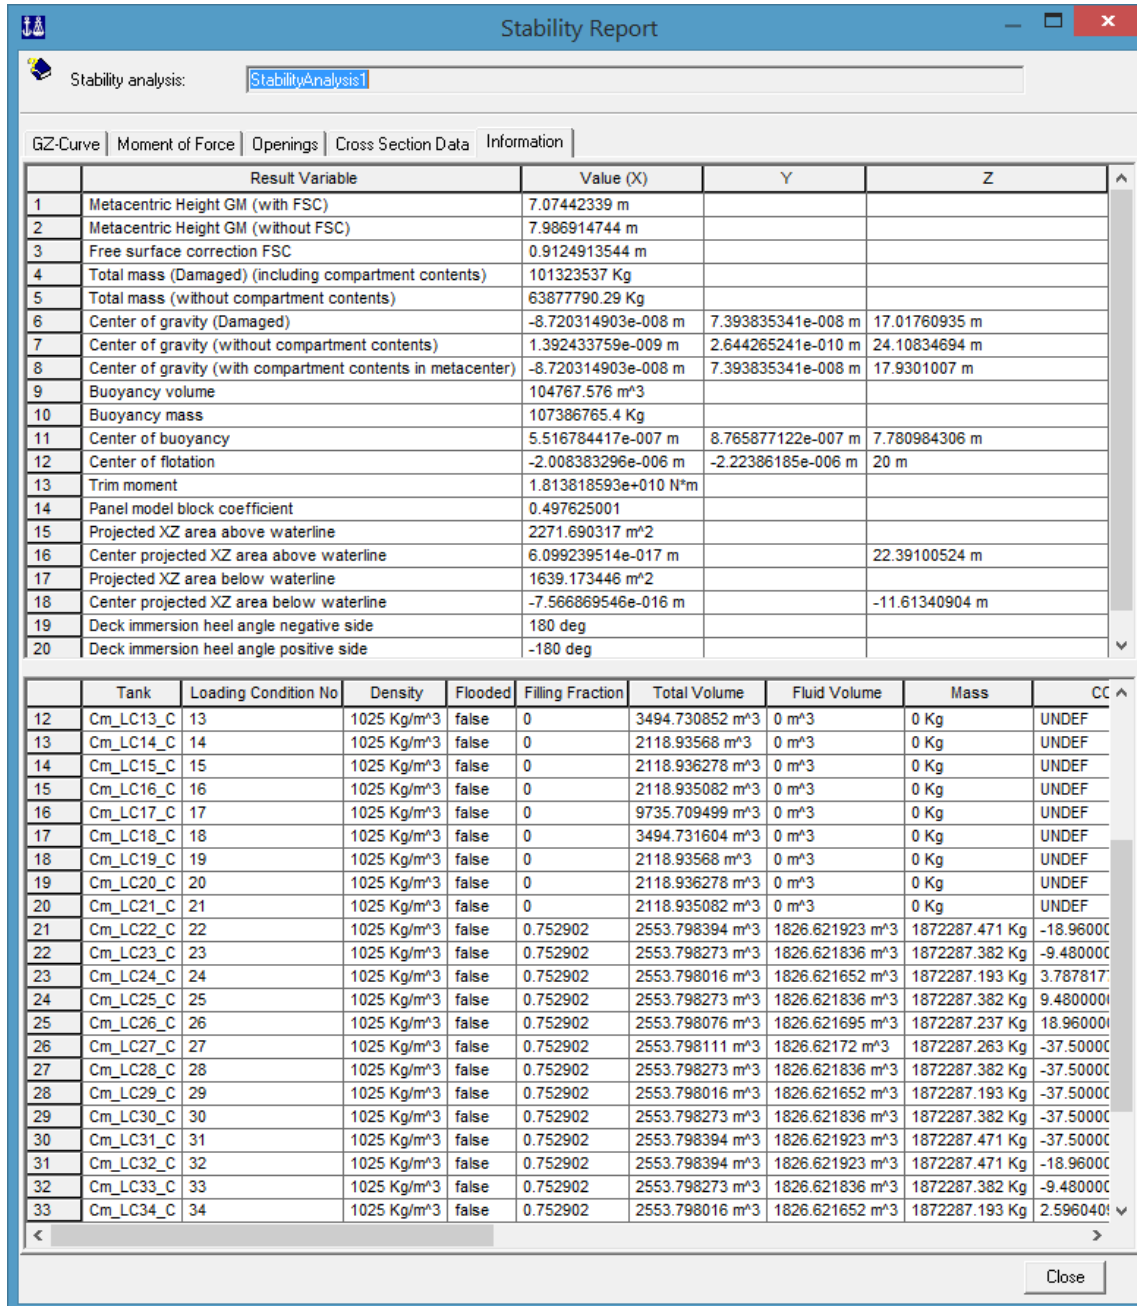 Stability Report
Stability analysis: StabilityAnalysis1
GZ-Curve Moment of Force Openings Cross Section Data Information
Result Variable Value (X) Y Z
1 Metacentric Height GM (with FSC) 7.07442339 m
2 Metacentric Height GM (without FSC) 7.986914744 m
3 Free surface correction FSC 0.9124913544 m
4 Total mass (Damaged) (including compartment contents) 101323537 Kg
5 Total mass (without compartment contents) 63877790.29 Kg
6 Center of gravity (Damaged) -8.720314903e-008 m 7.393835341e-008 m 17.01760935 m
7 Center of gravity (without compartment contents) 1.392433759e-009 m 2.644265241e-010 m 24.10834694 m
8 Center of gravity (with compartment contents in metacenter) -8.720314903e-008 m 7.393835341e-008 m 17.9301007 m
9 Buoyancy volume 104767.576 m^3
10 Buoyancy mass 107386765.4 Kg
11 Center of buoyancy 5.516784417e-007 m 8.765877122e-007 m 7.780984306 m
12 Center of flotation -2.008383296e-006 m -2.22386185e-006 m 20 m
13 Trim moment 1.813818593e+010 N*m
14 Panel model block coefficient 0.497625001
15 Projected XZ area above waterline 2271.690317 m^2
16 Center projected XZ area above waterline 6.099239514e-017 m 22.39100524 m
17 Projected XZ area below waterline 1639.173446 m^2
18 Center projected XZ area below waterline -7.566869546e-016 m -11.61340904 m
19 Deck immersion heel angle negative side 180 deg
20 Deck immersion heel angle positive side -180 deg
Tank Loading Condition No Density Flooded Filling Fraction Total Volume Fluid Volume Mass CC
12 Cm_LC13_C 13 1025 Kg/m^3 false 0 3494.730852 m^3 0 m^3 0 Kg UNDEF
13 Cm_LC14_C 14 1025 Kg/m^3 false 0 2118.93568 m^3 0 m^3 0 Kg UNDEF
14 Cm_LC15_C 15 1025 Kg/m^3 false 0 2118.936278 m^3 0 m^3 0 Kg UNDEF
15 Cm_LC16_C 16 1025 Kg/m^3 false 0 2118.935082 m^3 0 m^3 0 Kg UNDEF
16 Cm_LC17_C 17 1025 Kg/m^3 false 0 9735.709499 m^3 0 m^3 0 Kg UNDEF
17 Cm_LC18_C 18 1025 Kg/m^3 false 0 3494.731604 m^3 0 m^3 0 Kg UNDEF
18 Cm_LC19_C 19 1025 Kg/m^3 false 0 2118.93568 m^3 0 m^3 0 Kg UNDEF
19 Cm_LC20_C 20 1025 Kg/m^3 false 0 2118.936278 m^3 0 m^3 0 Kg UNDEF
20 Cm_LC21_C 21 1025 Kg/m^3 false 0 2118.935082 m^3 0 m^3 0 Kg UNDEF
21 Cm_LC22_C 22 1025 Kg/m^3 false 0.752902 2553.798394 m^3 1826.621923 m^3 1872287.471 Kg -18.96000
22 Cm_LC23_C 23 1025 Kg/m^3 false 0.752902 2553.798273 m^3 1826.621836 m^3 1872287.382 Kg -9.48000
23 Cm_LC24_C 24 1025 Kg/m^3 false 0.752902 2553.798016 m^3 1826.621652 m^3 1872287.193 Kg 3.787817
24 Cm_LC25_C 25 1025 Kg/m^3 false 0.752902 2553.798273 m^3 1826.621836 m^3 1872287.382 Kg 9.480000
25 Cm_LC26_C 26 1025 Kg/m^3 false 0.752902 2553.798076 m^3 1826.621695 m^3 1872287.237 Kg 18.96000
26 Cm_LC27_C 27 1025 Kg/m^3 false 0.752902 2553.798111 m^3 1826.62172 m^3 1872287.263 Kg -37.50000
27 Cm_LC28_C 28 1025 Kg/m^3 false 0.752902 2553.798273 m^3 1826.621836 m^3 1872287.382 Kg -37.50000
28 Cm_LC29_C 29 1025 Kg/m^3 false 0.752902 2553.798016 m^3 1826.621652 m^3 1872287.193 Kg -37.50000
29 Cm_LC30_C 30 1025 Kg/m^3 false 0.752902 2553.798273 m^3 1826.621836 m^3 1872287.382 Kg -37.50000
30 Cm_LC31_C 31 1025 Kg/m^3 false 0.752902 2553.798394 m^3 1826.621923 m^3 1872287.471 Kg -37.50000
31 Cm_LC32_C 32 1025 Kg/m^3 false 0.752902 2553.798394 m^3 1826.621923 m^3 1872287.471 Kg -18.96000
32 Cm_LC33_C 33 1025 Kg/m^3 false 0.752902 2553.798273 m^3 1826.621836 m^3 1872287.382 Kg -9.48000
33 Cm_LC34_C 34 1025 Kg/m^3 false 0.752902 2553.798016 m^3 1826.621652 m^3 1872287.193 Kg 2.596040
Close